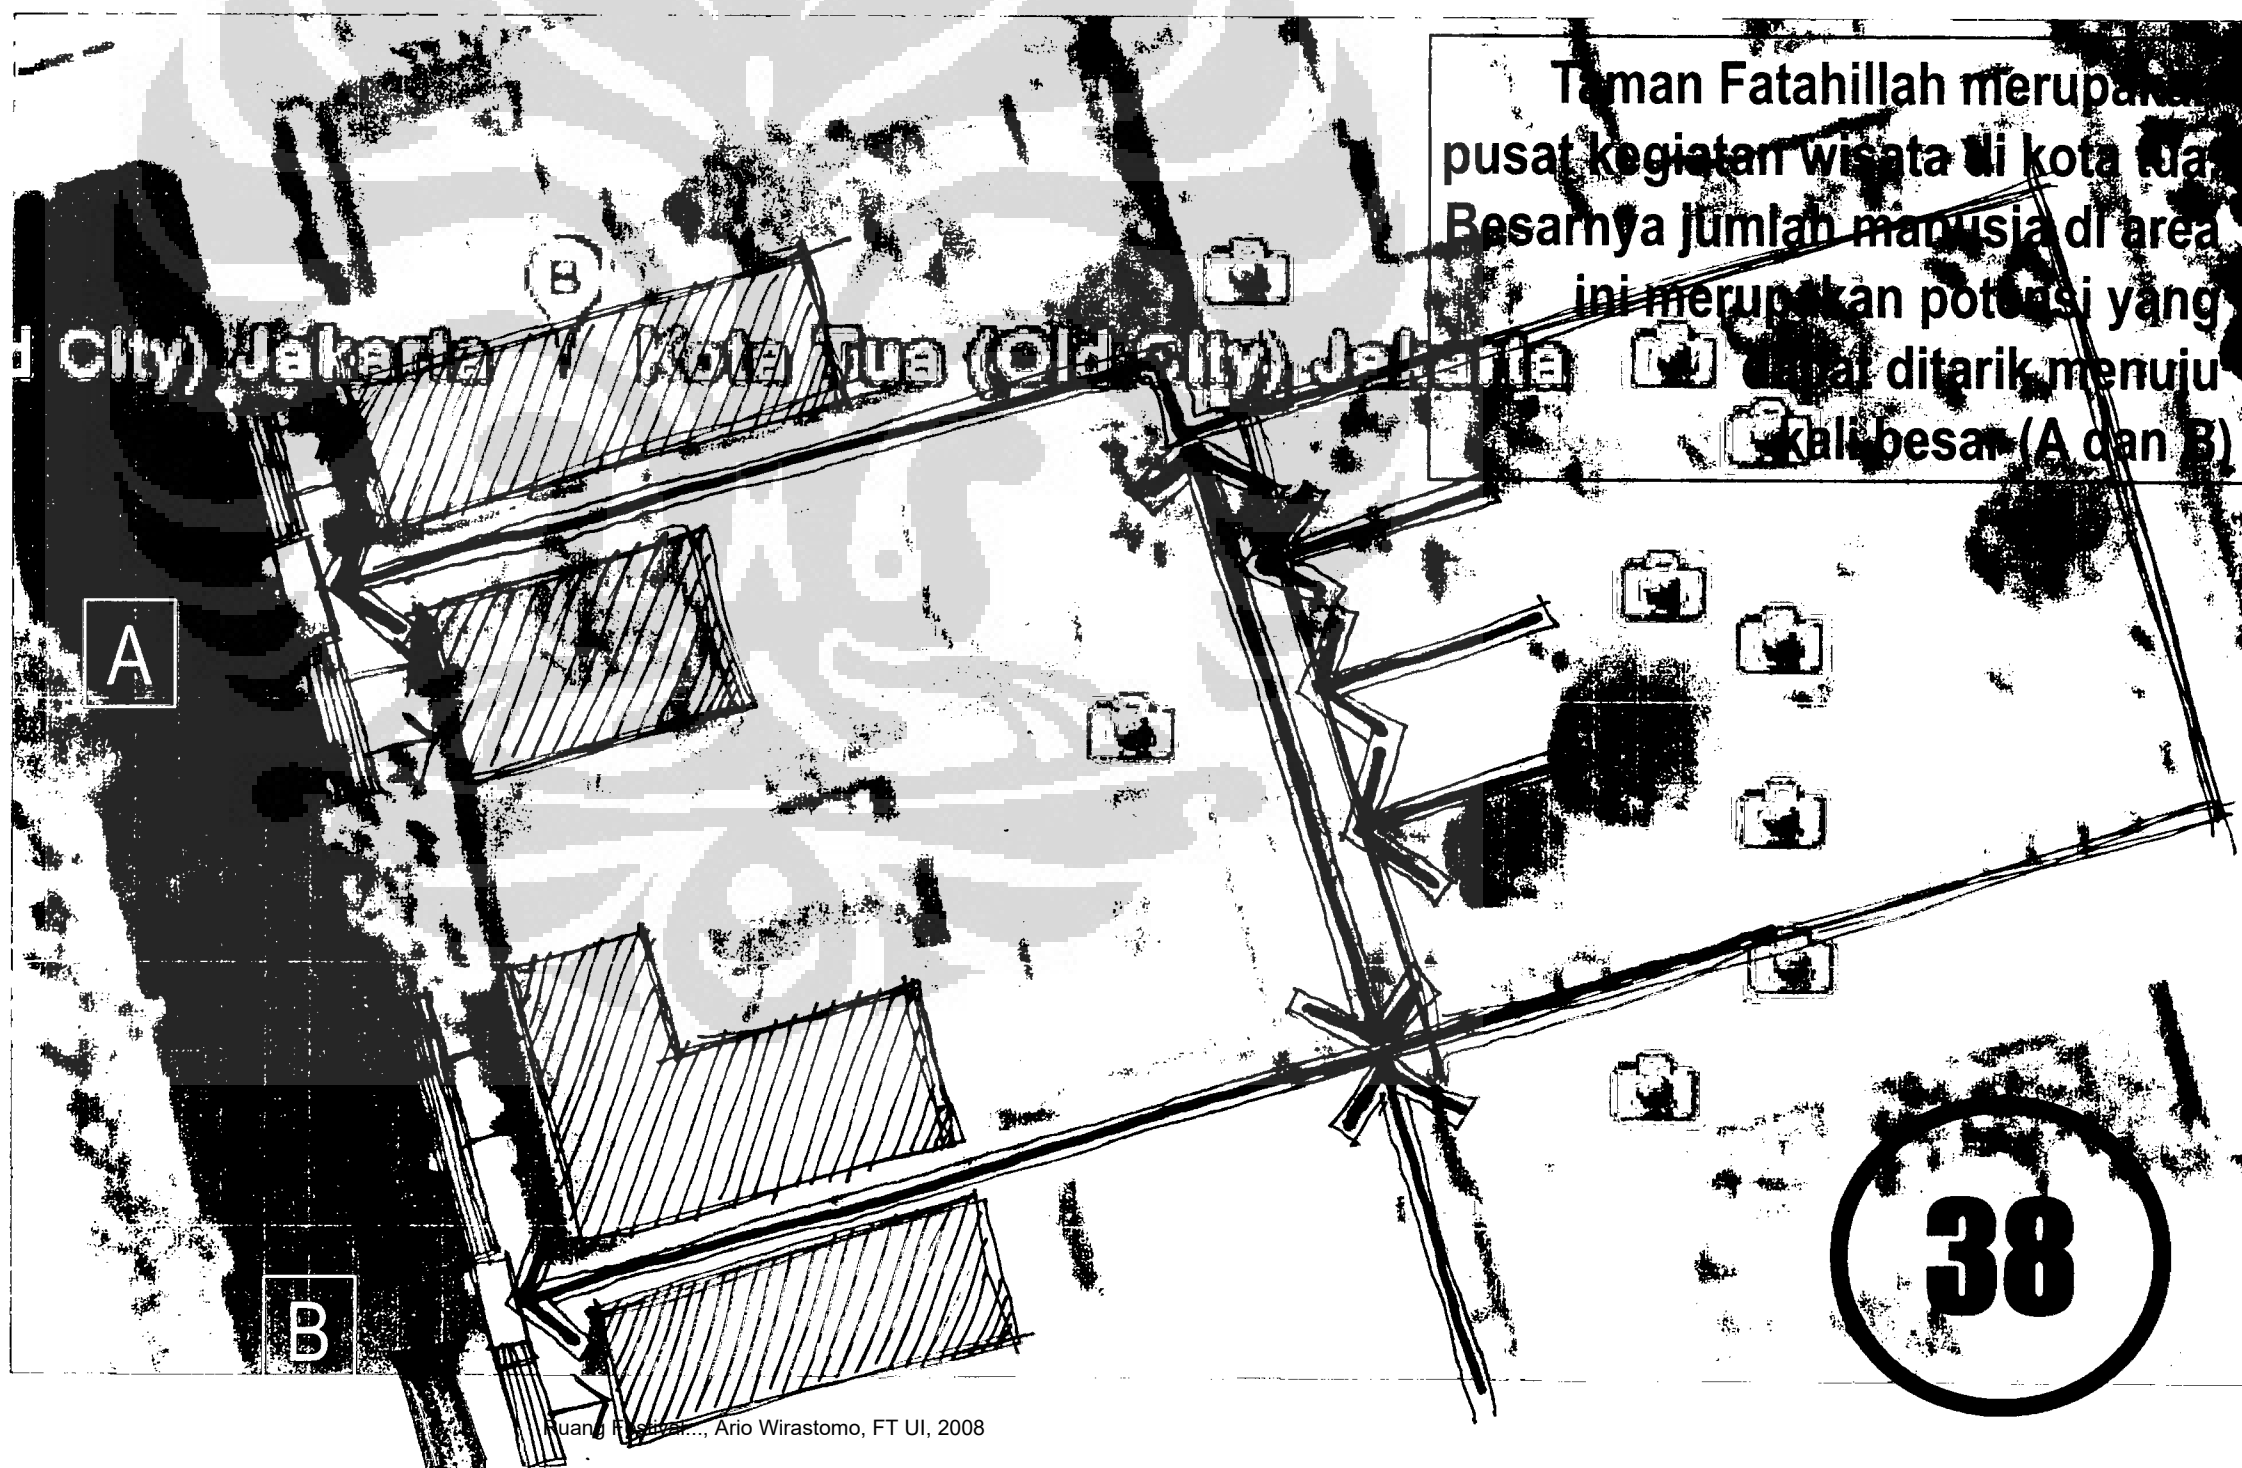 Taman Fatahillah merupakan
pusat kegiatan wisata di kota tua.
Besarnya jumlah manusia di area
ini merupakan potensi yang
dapat ditarik menuju
kali besar (A dan B)
B
d City) Jakarta
Kota Tua (Old City) Jakarta
A
B
38
Ruang Festival..., Ario Wirastomo, FT UI, 2008